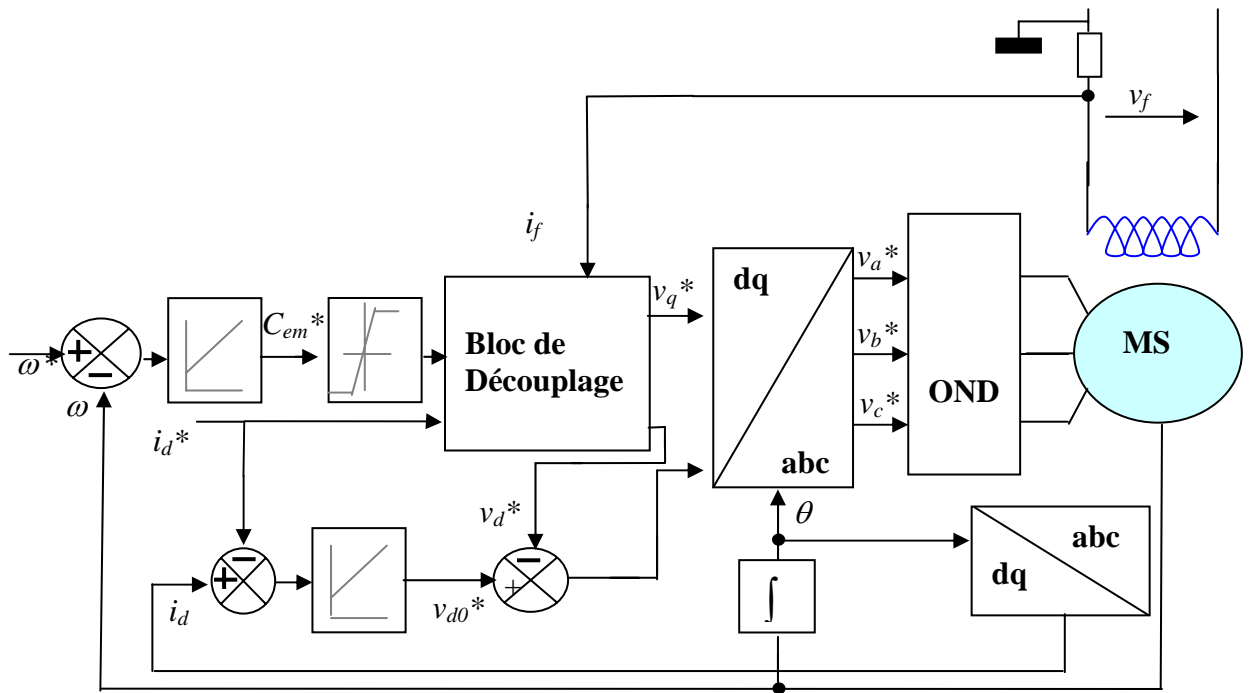 v_f
i_f
v_q*
dq
abc
v_a*
v_b*
v_c*
OND
MS
ω*
+
−
ω
C_em*
Bloc de
Découplage
i_d*
v_d*
θ
−
+
i_d
v_d0*
−
+
∫
abc
dq